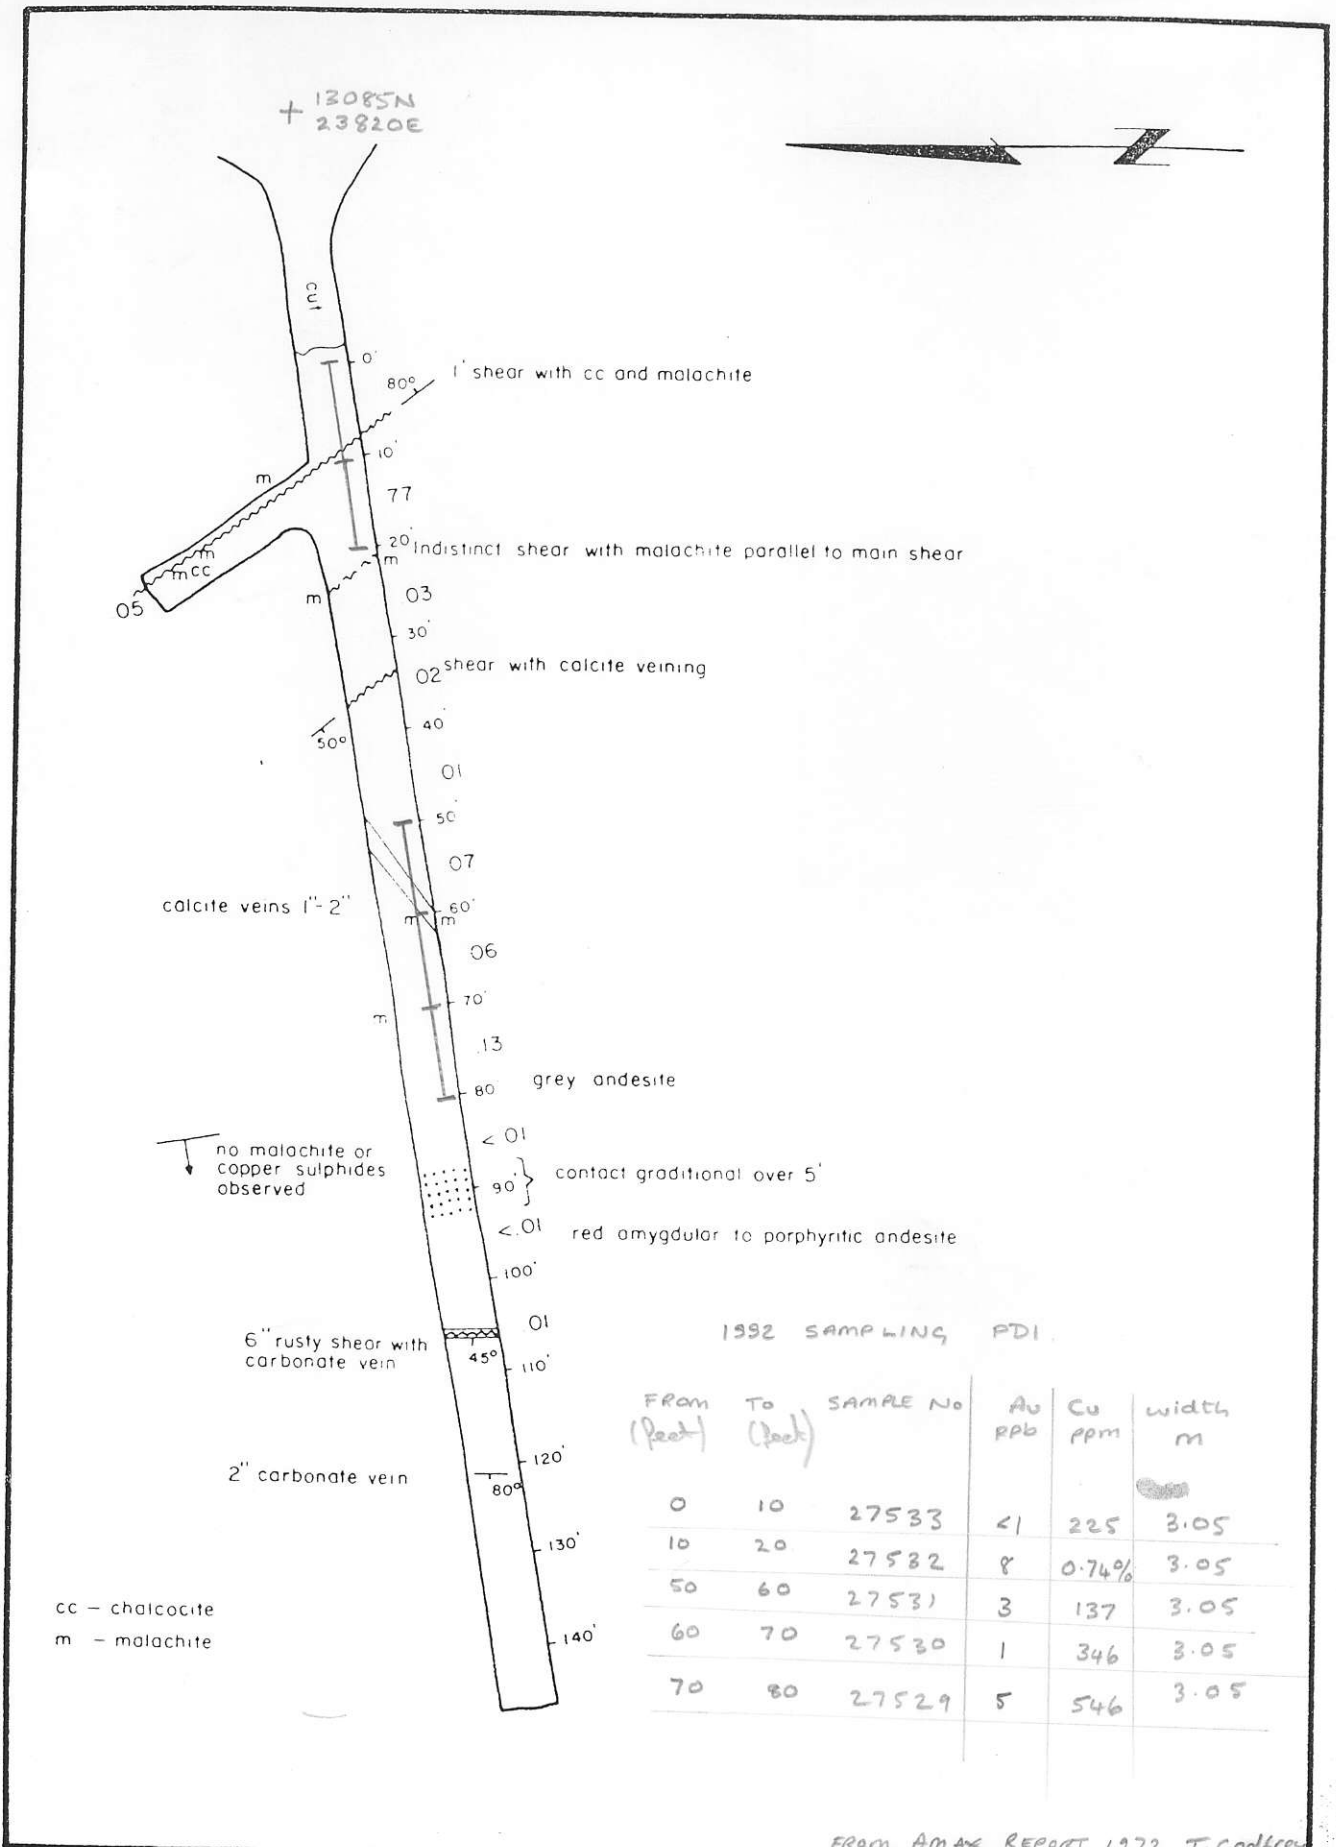 + 13085N
23820E
N
cut
0'
80°
1' shear with cc and malachite
10'
m
77
20'
Indistinct shear with malachite parallel to main shear
m
m
m cc
05
m
03
30'
02
shear with calcite veining
40'
50°
01
50'
07
calcite veins 1"-2"
60'
m m
06
70'
m
.13
80
grey andesite
< 01
no malachite or
copper sulphides
observed
90'
contact graditional over 5'
<.01
red amygdular to porphyritic andesite
100'
01
6" rusty shear with
carbonate vein
45°
110'
120'
2" carbonate vein
80°
130'
140'
cc – chalcocite
m – malachite
1992 SAMPLING PD1
FROM (feet) TO (feet) SAMPLE No Au ppb Cu ppm width m
0 10 27533 <1 225 3.05
10 20 27532 8 0.74% 3.05
50 60 27531 3 137 3.05
60 70 27530 1 346 3.05
70 80 27529 5 546 3.05
FROM AMAX REPORT 1972 T Godfrey